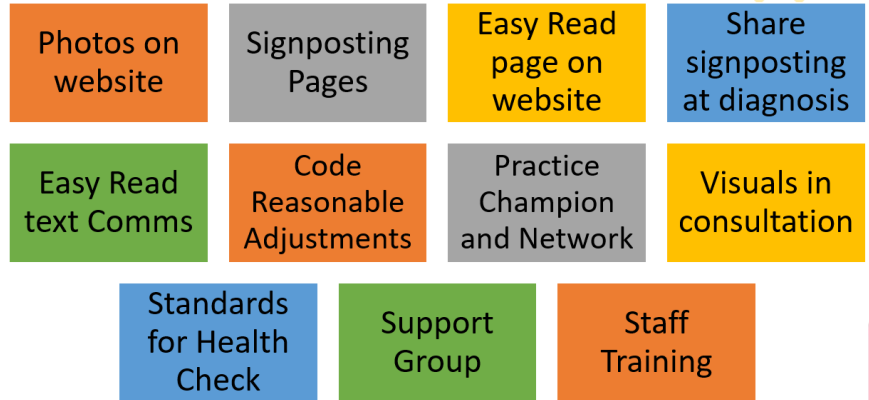 Photos on
website
Signposting
Pages
Easy Read
page on
website
Share
signposting
at diagnosis
Easy Read
text Comms
Code
Reasonable
Adjustments
Practice
Champion
and Network
Visuals in
consultation
Standards
for Health
Check
Support
Group
Staff
Training